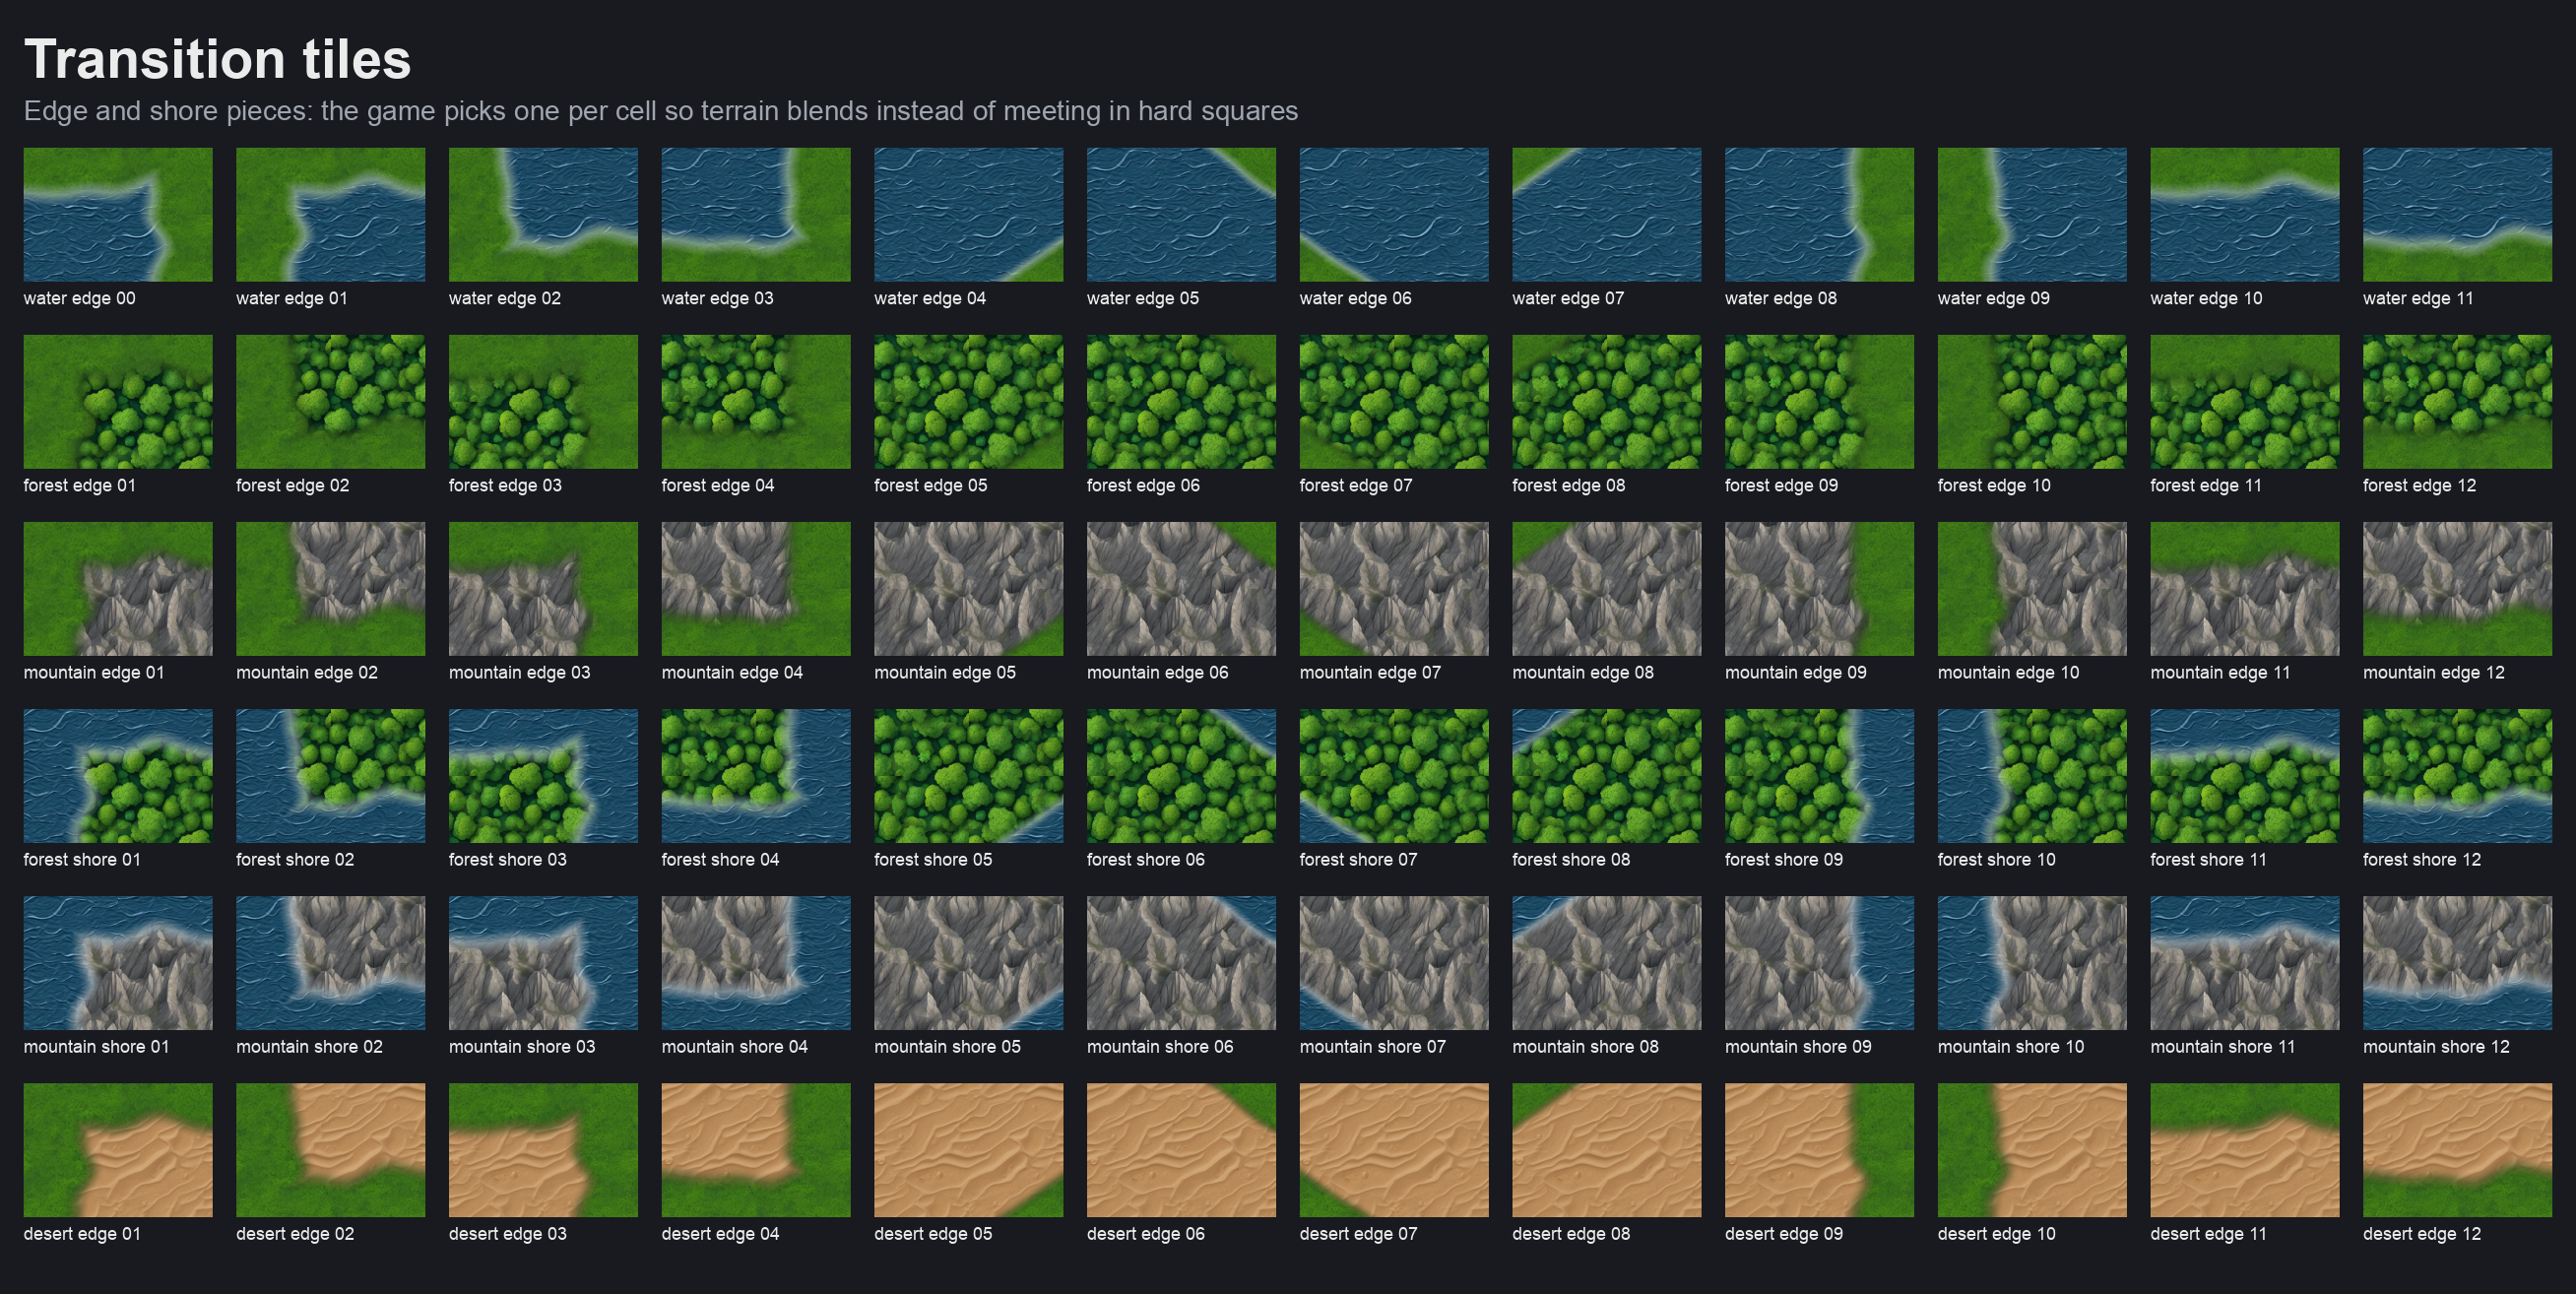 Transition tiles
Edge and shore pieces: the game picks one per cell so terrain blends instead of meeting in hard squares
water edge 00
water edge 01
water edge 02
water edge 03
water edge 04
water edge 05
water edge 06
water edge 07
water edge 08
water edge 09
water edge 10
water edge 11
forest edge 01
forest edge 02
forest edge 03
forest edge 04
forest edge 05
forest edge 06
forest edge 07
forest edge 08
forest edge 09
forest edge 10
forest edge 11
forest edge 12
mountain edge 01
mountain edge 02
mountain edge 03
mountain edge 04
mountain edge 05
mountain edge 06
mountain edge 07
mountain edge 08
mountain edge 09
mountain edge 10
mountain edge 11
mountain edge 12
forest shore 01
forest shore 02
forest shore 03
forest shore 04
forest shore 05
forest shore 06
forest shore 07
forest shore 08
forest shore 09
forest shore 10
forest shore 11
forest shore 12
mountain shore 01
mountain shore 02
mountain shore 03
mountain shore 04
mountain shore 05
mountain shore 06
mountain shore 07
mountain shore 08
mountain shore 09
mountain shore 10
mountain shore 11
mountain shore 12
desert edge 01
desert edge 02
desert edge 03
desert edge 04
desert edge 05
desert edge 06
desert edge 07
desert edge 08
desert edge 09
desert edge 10
desert edge 11
desert edge 12